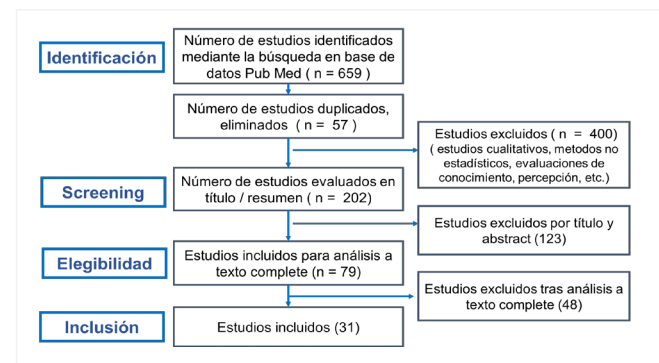 Identificación
Número de estudios identificados
mediante la búsqueda en base de
datos Pub Med ( n = 659 )
Número de estudios duplicados,
eliminados ( n = 57 )
Estudios excluidos ( n = 400)
( estudios cualitativos, metodos no
estadísticos, evaluaciones de
conocimiento, percepción, etc.)
Screening
Número de estudios evaluados en
título / resumen ( n = 202)
Estudios excluidos por título y
abstract (123)
Elegibilidad
Estudios incluidos para análisis a
texto complete (n = 79)
Estudios excluidos tras análisis a
texto complete (48)
Inclusión
Estudios incluidos (31)